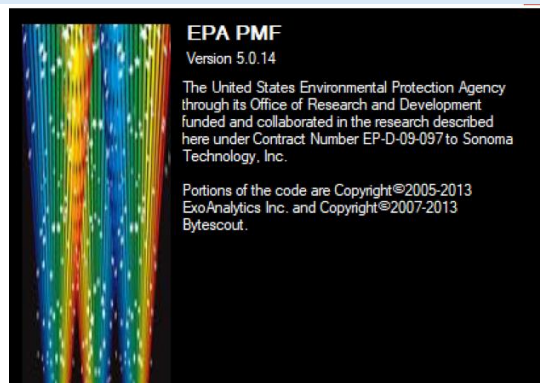 EPA PMF
Version 5.0.14
The United States Environmental Protection Agency
through its Office of Research and Development
funded and collaborated in the research described
here under Contract Number EP-D-09-097 to Sonoma
Technology, Inc.
Portions of the code are Copyright©2005-2013
ExoAnalytics Inc. and Copyright©2007-2013
Bytescout.